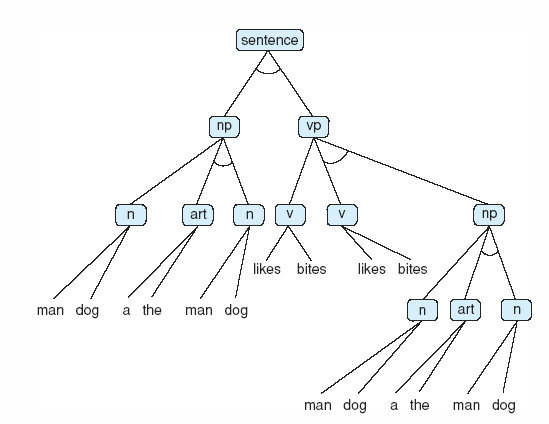 sentence
np vp
n art n v v np
likes bites likes bites
man dog a the man dog n art n
man dog a the man dog